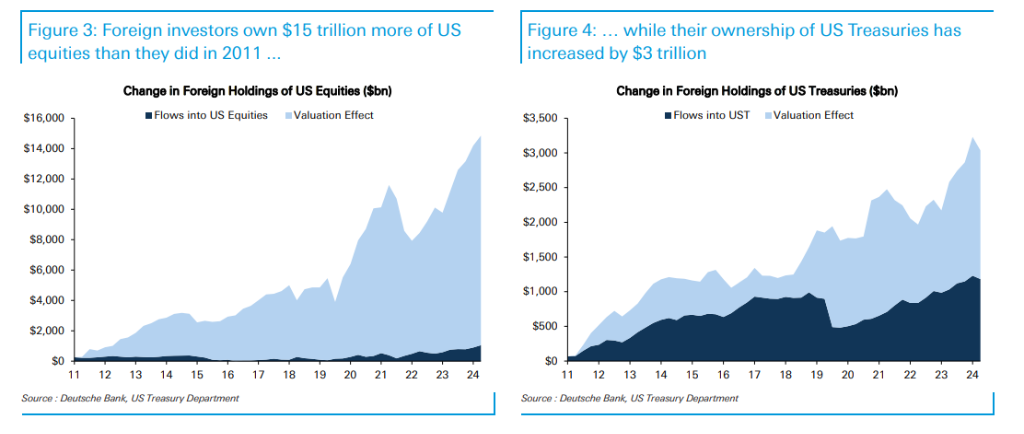 Figure 3: Foreign investors own $15 trillion more of US
equities than they did in 2011 ...
Change in Foreign Holdings of US Equities ($bn)
Flows into US Equities
Valuation Effect
$16,000
$14,000
$12,000
$10,000
$8,000
$6,000
$4,000
$2,000
$0
11 12 13 14 15 16 17 18 19 20 21 22 23 24
Source : Deutsche Bank, US Treasury Department
Figure 4: ... while their ownership of US Treasuries has
increased by $3 trillion
Change in Foreign Holdings of US Treasuries ($bn)
Flows into UST
Valuation Effect
$3,500
$3,000
$2,500
$2,000
$1,500
$1,000
$500
$0
11 12 13 14 15 16 17 18 19 20 21 22 23 24
Source : Deutsche Bank, US Treasury Department